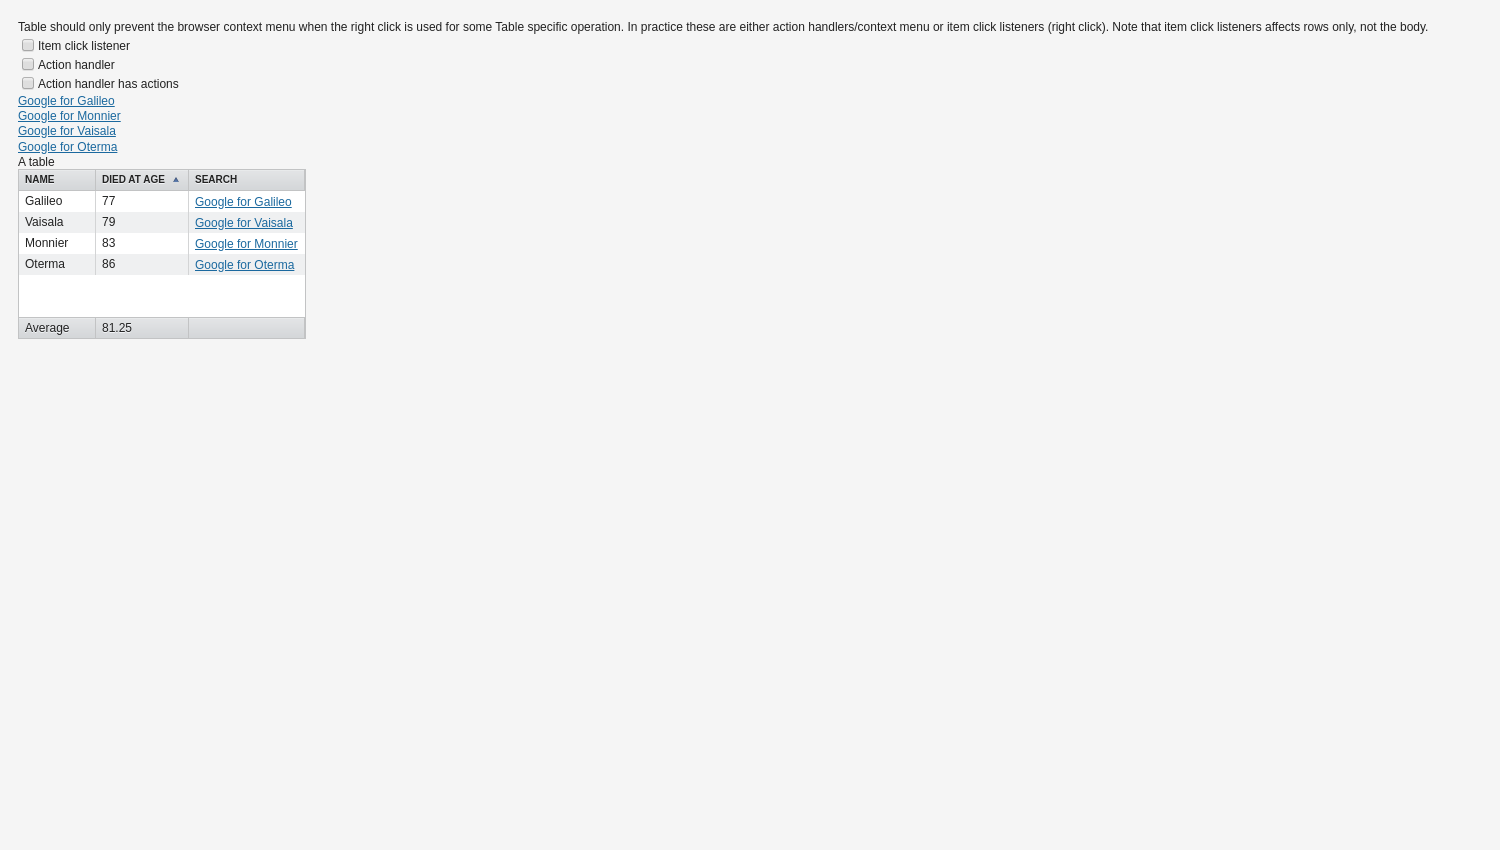 Table should only prevent the browser context menu when the right click is used for some Table specific operation. In practice these are either action handlers/context menu or item click listeners (right click). Note that item click listeners affects rows only, not the body.
Item click listener
Action handler
Action handler has actions
Google for Galileo
Google for Monnier
Google for Vaisala
Google for Oterma
A table
NAME DIED AT AGE SEARCH
Galileo 77 Google for Galileo
Vaisala 79 Google for Vaisala
Monnier 83 Google for Monnier
Oterma 86 Google for Oterma
Average 81.25